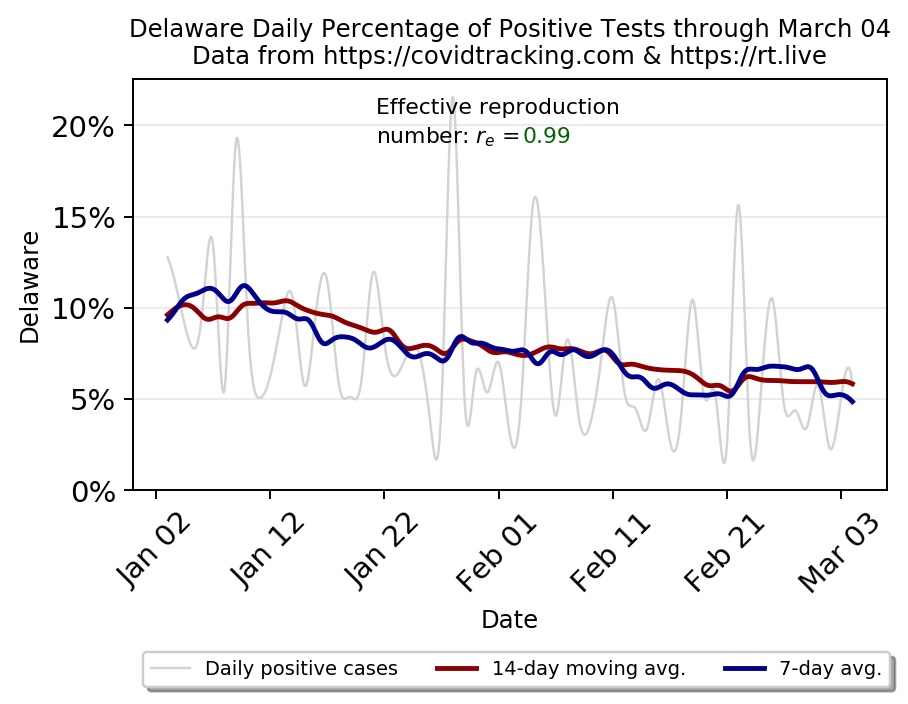 Delaware Daily Percentage of Positive Tests through March 04
Data from https://covidtracking.com & https://rt.live
Effective reproduction
number: rₑ =0.99
20%
15%
10%
5%
0%
Delaware
Jan 02
Jan 12
Jan 22
Feb 01
Feb 11
Feb 21
Mar 03
Date
Daily positive cases
14-day moving avg.
7-day avg.